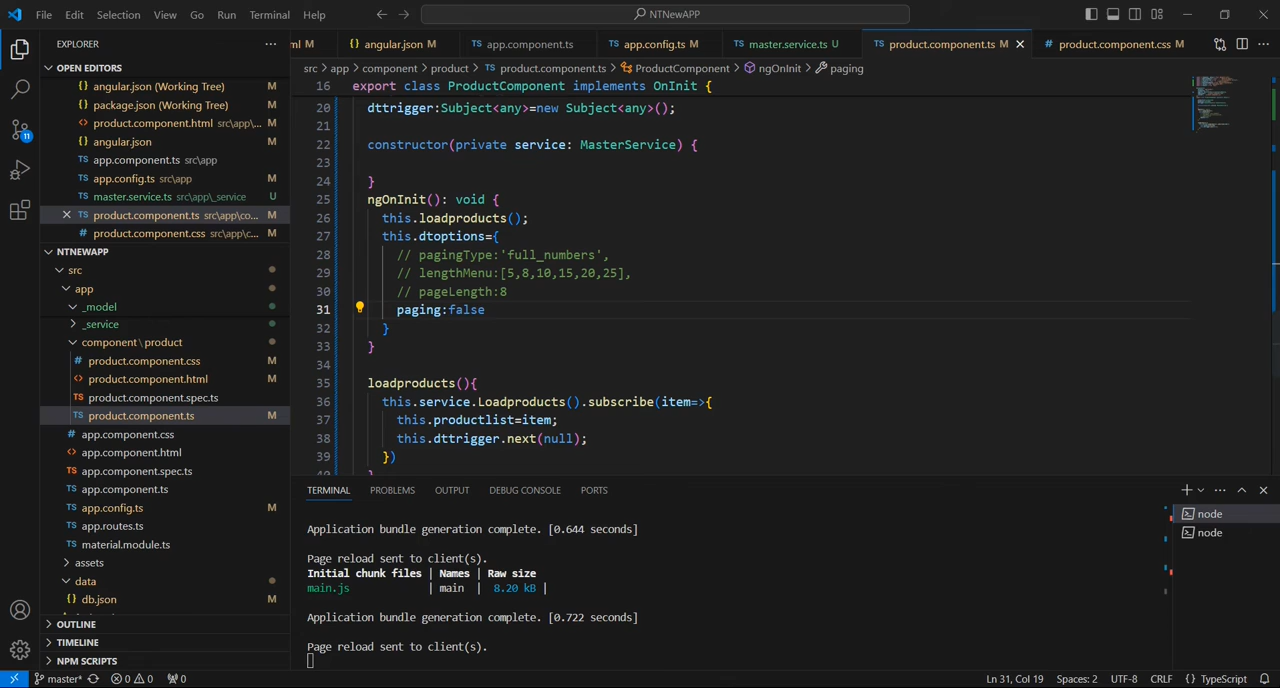 File Edit Selection View Go Run Terminal Help NTNewApp
EXPLORER
OPEN EDITORS
angular.json (Working Tree) M
package.json (Working Tree) M
product.component.html src\app\... M
angular.json M
app.component.ts src\app
app.config.ts src\app M
master.service.ts src\app\_service U
product.component.ts src\app\co... M
product.component.css src\app\c... M
NTNEWAPP
src
app
_model
_service
component \ product
product.component.css M
product.component.html M
product.component.spec.ts
product.component.ts M
app.component.css
app.component.html
app.component.spec.ts
app.component.ts
app.config.ts M
app.routes.ts
material.module.ts
assets
data
db.json M
OUTLINE
TIMELINE
NPM SCRIPTS
ml M angular.json M app.component.ts app.config.ts M master.service.ts U product.component.ts M product.component.css M
src > app > component > product > product.component.ts > ProductComponent > ngOnInit > paging
16 export class ProductComponent implements OnInit {
20 dttrigger:Subject<any>=new Subject<any>();
21
22 constructor(private service: MasterService) {
23
24 }
25 ngOnInit(): void {
26 this.loadproducts();
27 this.dtoptions={
28 // pagingType:'full_numbers',
29 // lengthMenu:[5,8,10,15,20,25],
30 // pageLength:8
31 paging:false
32 }
33 }
34
35 loadproducts(){
36 this.service.Loadproducts().subscribe(item=>{
37 this.productlist=item;
38 this.dttrigger.next(null);
39 })
40 }
TERMINAL PROBLEMS OUTPUT DEBUG CONSOLE PORTS
Application bundle generation complete. [0.644 seconds]
Page reload sent to client(s).
Initial chunk files | Names | Raw size
main.js | main | 8.20 kB |
Application bundle generation complete. [0.722 seconds]
Page reload sent to client(s).
node
node
11
master* 0 0 0 Ln 31, Col 19 Spaces: 2 UTF-8 CRLF {} TypeScript